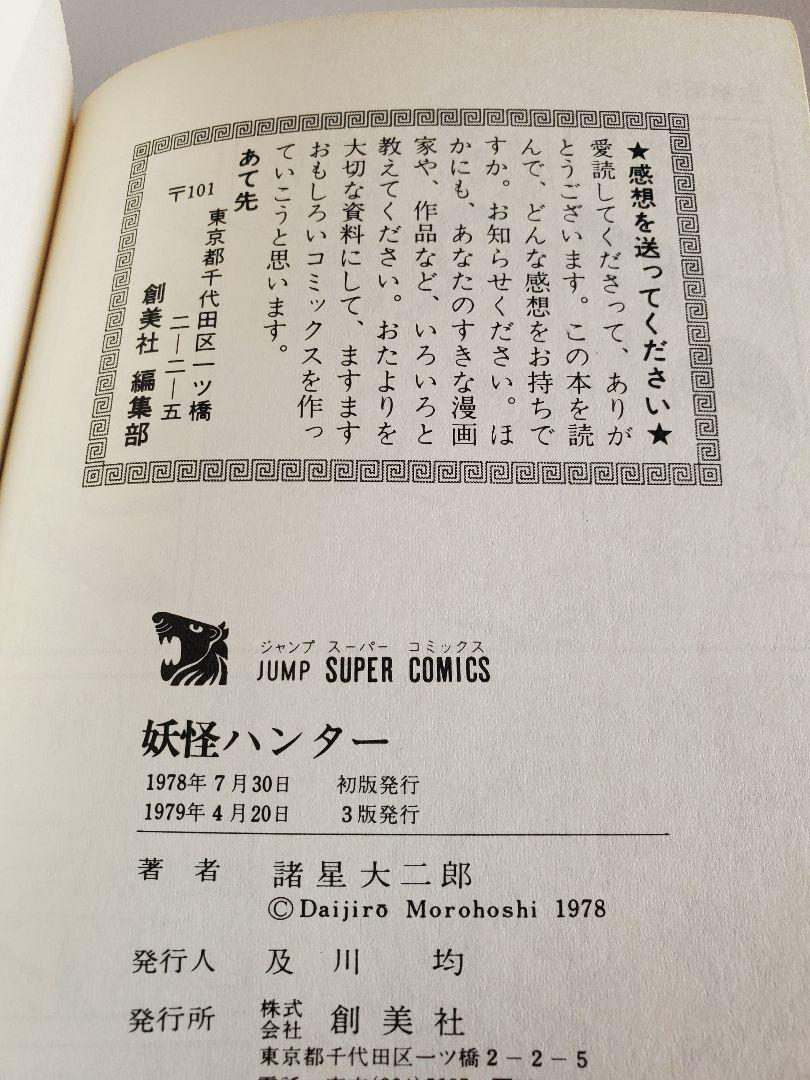 ★感想を送ってください★
愛読してくださって、ありが
とうございます。この本を読
んで、どんな感想をお持ちで
すか。お知らせください。ほ
かにも、あなたのすきな漫画
家や、作品など、いろいろと
教えてください。おたよりを
大切な資料にして、ますます
おもしろいコミックスを作っ
ていこうと思います。
あて先
〒101
東京都千代田区一ツ橋
二―二―五
創美社 編集部
ジャンプ スーパー コミックス
JUMP SUPER COMICS
妖怪ハンター
1978年7月30日 初版発行
1979年4月20日 3版発行
著者 諸星大二郎
©Daijirō Morohoshi 1978
発行人 及川 均
発行所 株式会社 創美社
東京都千代田区一ツ橋2-2-5